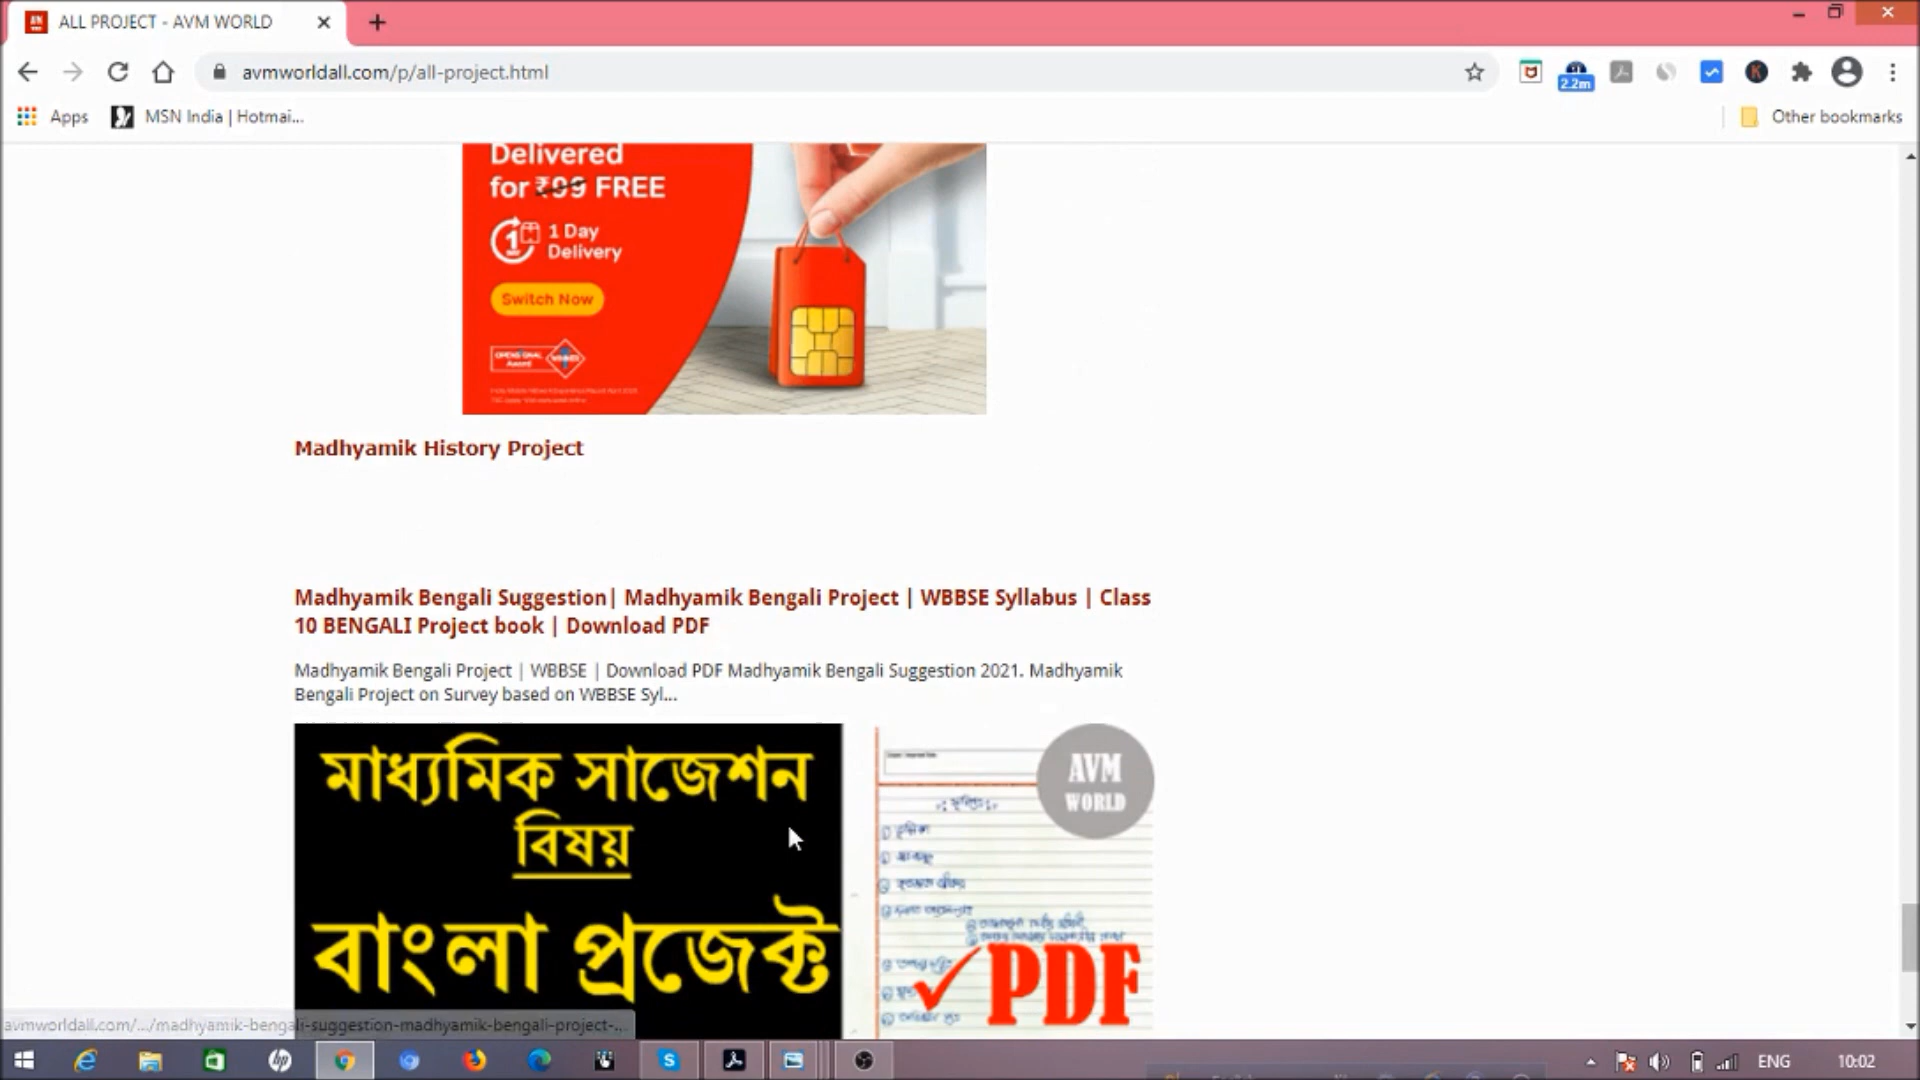 ALL PROJECT - AVM WORLD
avmworldall.com/p/all-project.html
2.2m
Apps
MSN India | Hotmai...
Other bookmarks
Delivered
for ₹99 FREE
1 Day
Delivery
Switch Now
Madhyamik History Project
Madhyamik Bengali Suggestion| Madhyamik Bengali Project | WBBSE Syllabus | Class
10 BENGALI Project book | Download PDF
Madhyamik Bengali Project | WBBSE | Download PDF Madhyamik Bengali Suggestion 2021. Madhyamik
Bengali Project on Survey based on WBBSE Syl...
মাধ্যমিক সাজেশন
বিষয়
বাংলা প্রজেক্ট
AVM
WORLD
PDF
avmworldall.com/.../madhyamik-bengali-suggestion-madhyamik-bengali-project-...
ENG
10:02